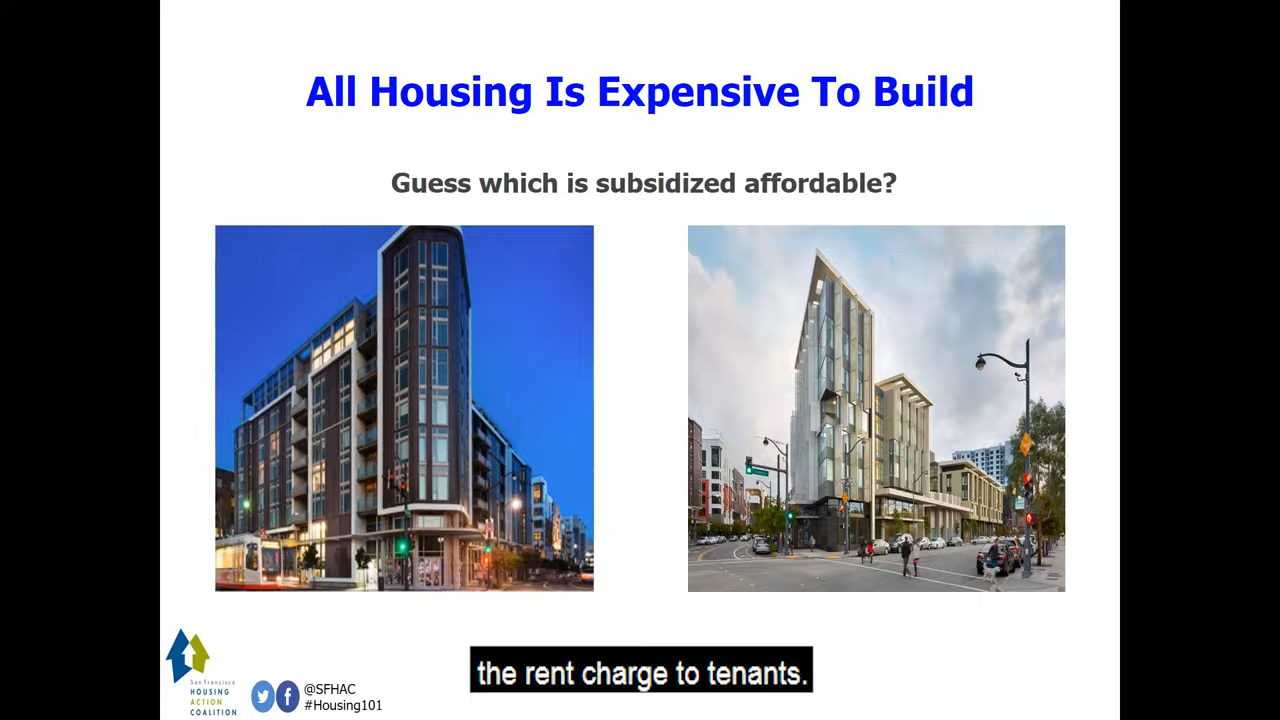 All Housing Is Expensive To Build
Guess which is subsidized affordable?
the rent charge to tenants.
San Francisco
HOUSING
ACTION
COALITION
@SFHAC
#Housing101